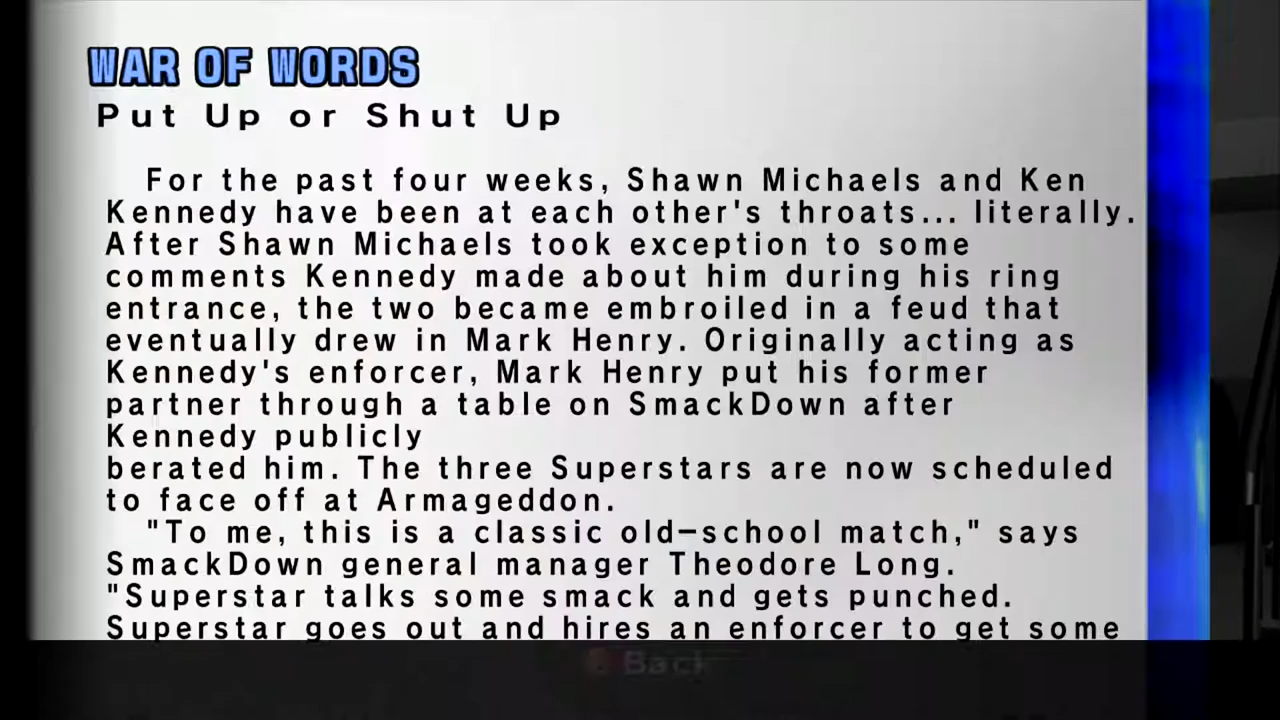 WAR OF WORDS
Put Up or Shut Up
For the past four weeks, Shawn Michaels and Ken
Kennedy have been at each other's throats... literally.
After Shawn Michaels took exception to some
comments Kennedy made about him during his ring
entrance, the two became embroiled in a feud that
eventually drew in Mark Henry. Originally acting as
Kennedy's enforcer, Mark Henry put his former
partner through a table on SmackDown after
Kennedy publicly
berated him. The three Superstars are now scheduled
to face off at Armageddon.
"To me, this is a classic old-school match," says
SmackDown general manager Theodore Long.
"Superstar talks some smack and gets punched.
Superstar goes out and hires an enforcer to get some
Back